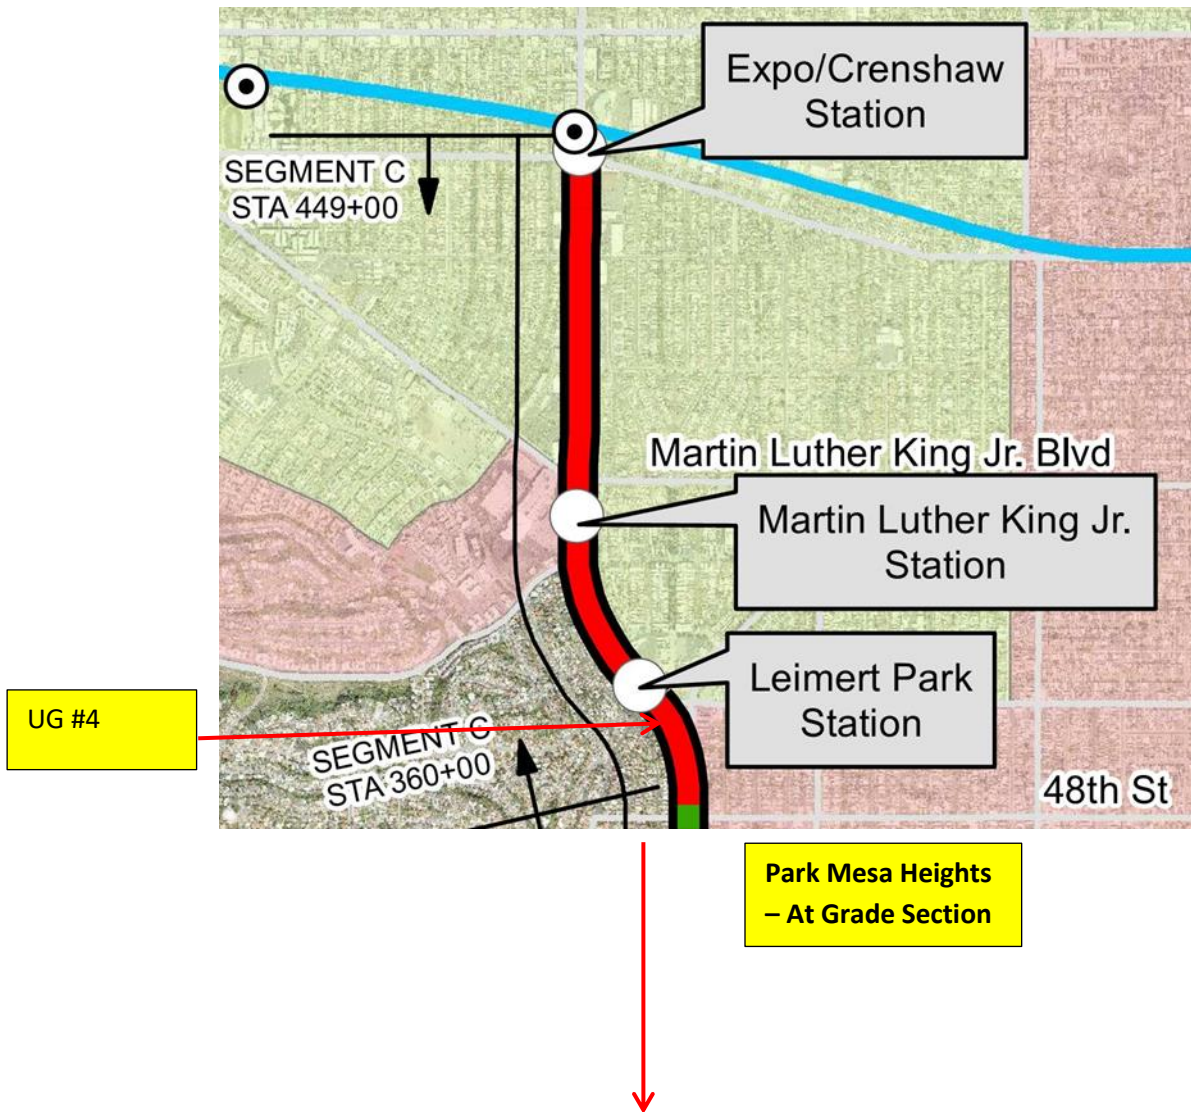 Expo/Crenshaw
Station
SEGMENT C
STA 449+00
Martin Luther King Jr. Blvd
Martin Luther King Jr.
Station
Leimert Park
Station
UG #4
SEGMENT C
STA 360+00
48th St
Park Mesa Heights
– At Grade Section